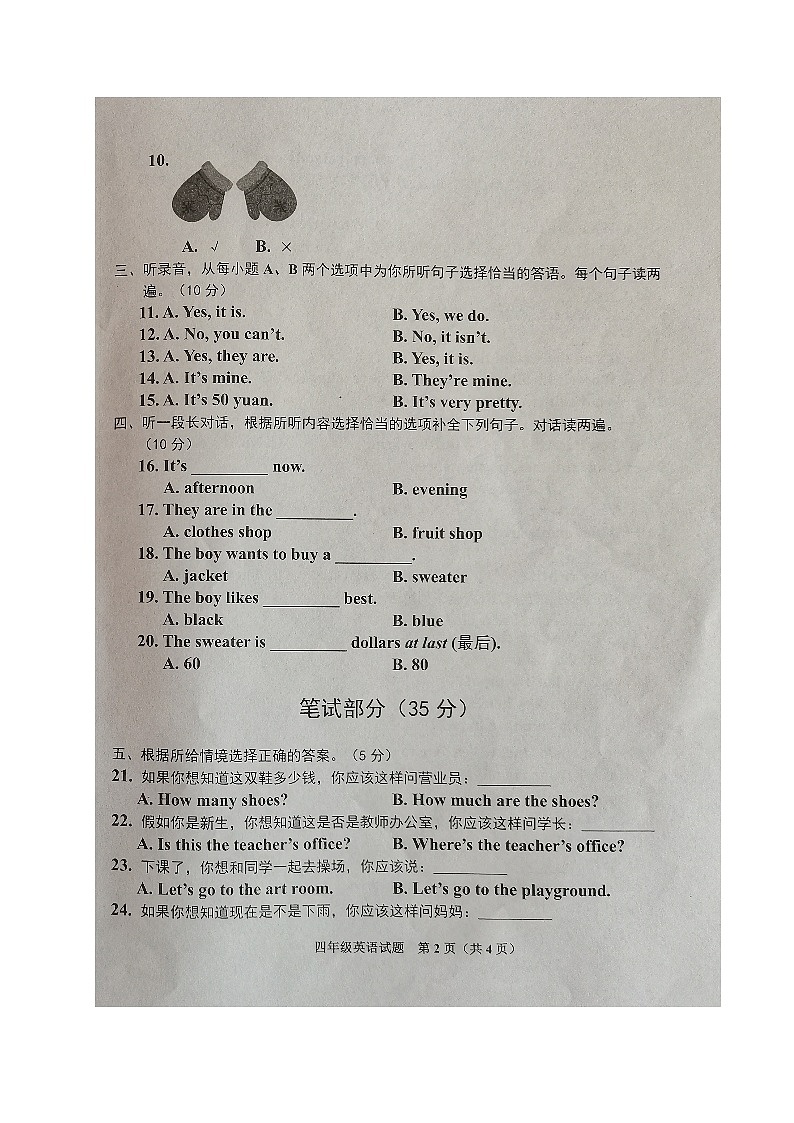 10.
A. √ B. ×
三、听录音，从每小题A、B两个选项中为你所听句子选择恰当的答语。每个句子读两
遍。（10分）
11. A. Yes, it is. B. Yes, we do.
12. A. No, you can't. B. No, it isn't.
13. A. Yes, they are. B. Yes, it is.
14. A. It's mine. B. They're mine.
15. A. It's 50 yuan. B. It's very pretty.
四、听一段长对话，根据所听内容选择恰当的选项补全下列句子。对话读两遍。
（10分）
16. It's _________ now.
A. afternoon B. evening
17. They are in the _________.
A. clothes shop B. fruit shop
18. The boy wants to buy a _________.
A. jacket B. sweater
19. The boy likes _________ best.
A. black B. blue
20. The sweater is _________ dollars at last (最后).
A. 60 B. 80
笔试部分（35分）
五、根据所给情境选择正确的答案。（5分）
21. 如果你想知道这双鞋多少钱，你应该这样问营业员：_________
A. How many shoes? B. How much are the shoes?
22. 假如你是新生，你想知道这是否是教师办公室，你应该这样问学长：_________
A. Is this the teacher's office? B. Where's the teacher's office?
23. 下课了，你想和同学一起去操场，你应该说：_________
A. Let's go to the art room. B. Let's go to the playground.
24. 如果你想知道现在是不是下雨，你应该这样问妈妈：_________
四年级英语试题 第2页（共4页）